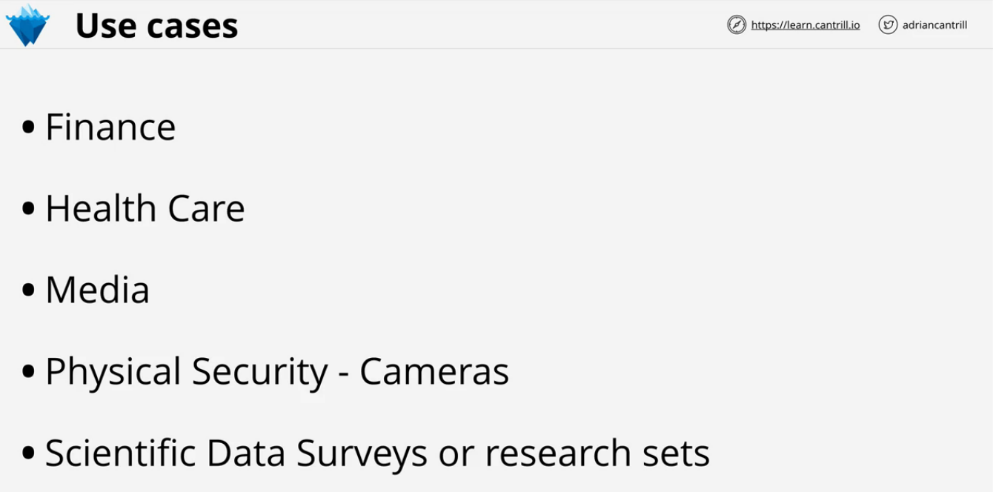 Use cases
https://learn.cantrill.io
adriancantrill
• Finance
• Health Care
• Media
• Physical Security - Cameras
• Scientific Data Surveys or research sets